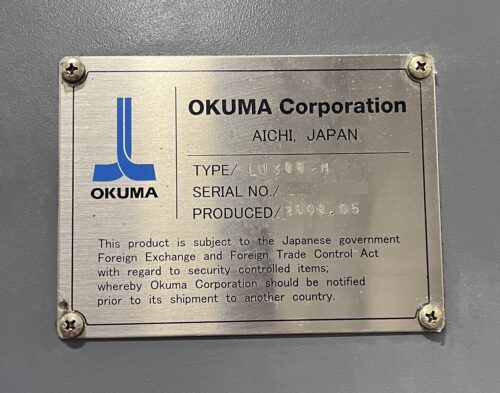 OKUMA
OKUMA Corporation
AICHI, JAPAN
TYPE/ LU300-M
SERIAL NO./
PRODUCED/
This product is subject to the Japanese government
Foreign Exchange and Foreign Trade Control Act
with regard to security controlled items;
whereby Okuma Corporation should be notified
prior to its shipment to another country.